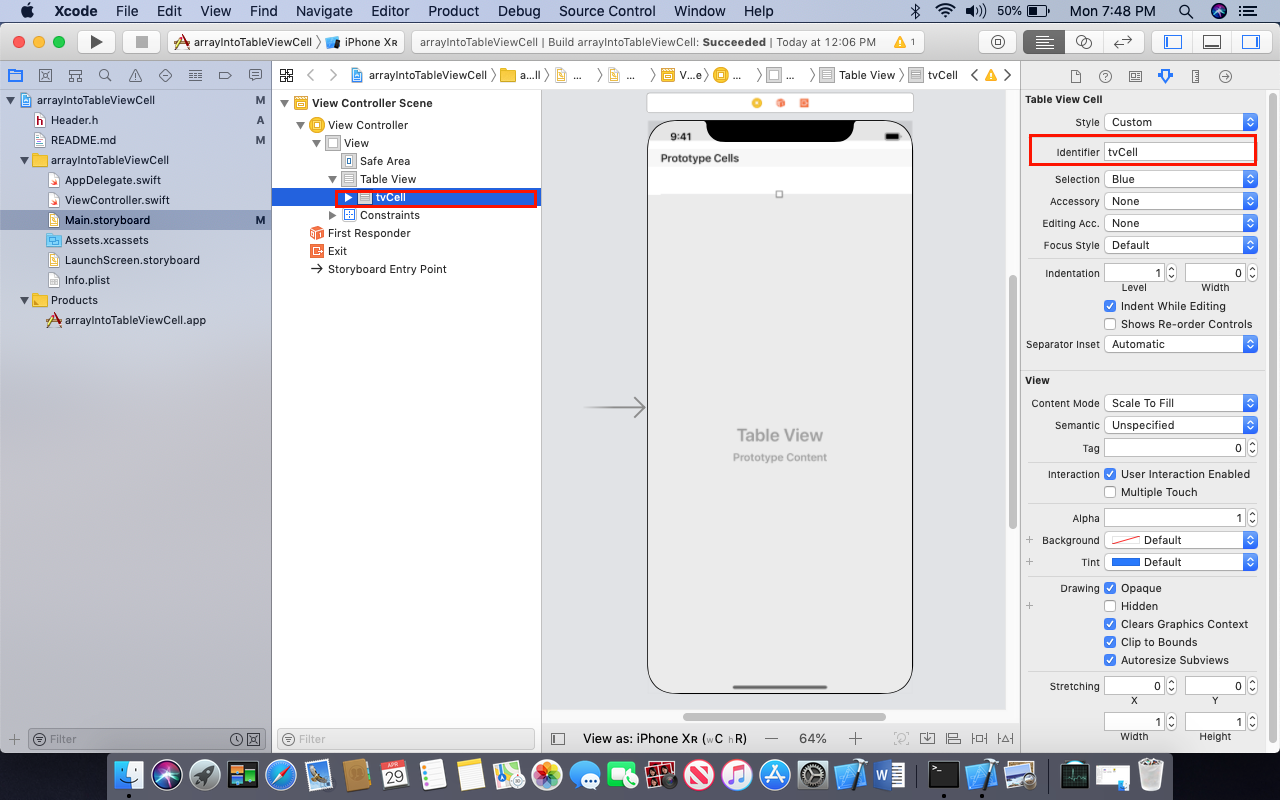 Xcode File Edit View Find Navigate Editor Product Debug Source Control Window Help 50% Mon 7:48 PM
arrayIntoTableViewCell iPhone XR
arrayIntoTableViewCell | Build arrayIntoTableViewCell: Succeeded | Today at 12:06 PM 1
arrayIntoTableViewCell a...ll ... ... V...e ... ... Table View tvCell
arrayIntoTableViewCell M
Header.h A
README.md M
arrayIntoTableViewCell
AppDelegate.swift
ViewController.swift
Main.storyboard M
Assets.xcassets
LaunchScreen.storyboard
Info.plist
Products
arrayIntoTableViewCell.app
Filter
View Controller Scene
View Controller
View
Safe Area
Table View
tvCell
Constraints
First Responder
Exit
Storyboard Entry Point
Filter
9:41
Prototype Cells
Table View
Prototype Content
View as: iPhone XR (wC hR) 64%
Table View Cell
Style Custom
Identifier tvCell
Selection Blue
Accessory None
Editing Acc. None
Focus Style Default
Indentation 1 0
Level Width
Indent While Editing
Shows Re-order Controls
Separator Inset Automatic
View
Content Mode Scale To Fill
Semantic Unspecified
Tag 0
Interaction User Interaction Enabled
Multiple Touch
Alpha 1
Background Default
Tint Default
Drawing Opaque
Hidden
Clears Graphics Context
Clip to Bounds
Autoresize Subviews
Stretching 0 0
X Y
1 1
Width Height
APR
29